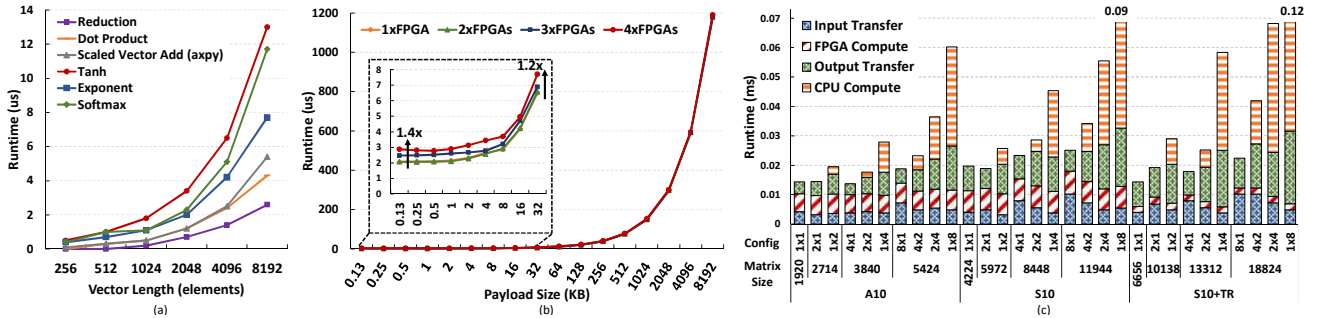 14
12
10
8
6
4
2
0
Runtime (us)
Reduction
Dot Product
Scaled Vector Add (axpy)
Tanh
Exponent
Softmax
256 512 1024 2048 4096 8192
Vector Length (elements)
(a)
1200
1000
800
600
400
200
0
Runtime (us)
1xFPGA 2xFPGAs 3xFPGAs 4xFPGAs
8
7
6
5
4
3
2
1
0
1.4x
1.2x
0.13 0.25 0.5 1 2 4 8 16 32
0.13 0.25 0.5 1 2 4 8 16 32 64 128 256 512 1024 2048 4096 8192
Payload Size (KB)
(b)
0.07
0.06
0.05
0.04
0.03
0.02
0.01
0
Runtime (ms)
Input Transfer
FPGA Compute
Output Transfer
CPU Compute
0.09
0.12
Config 1x1 2x1 1x2 4x1 2x2 1x4 8x1 4x2 2x4 1x8 1x1 2x1 1x2 4x1 2x2 1x4 8x1 4x2 2x4 1x8 1x1 2x1 1x2 4x1 2x2 1x4 8x1 4x2 2x4 1x8
Matrix Size 1920 2714 3840 5424 4224 5972 8448 11944 6656 10138 13312 18824
A10 S10 S10+TR
(c)